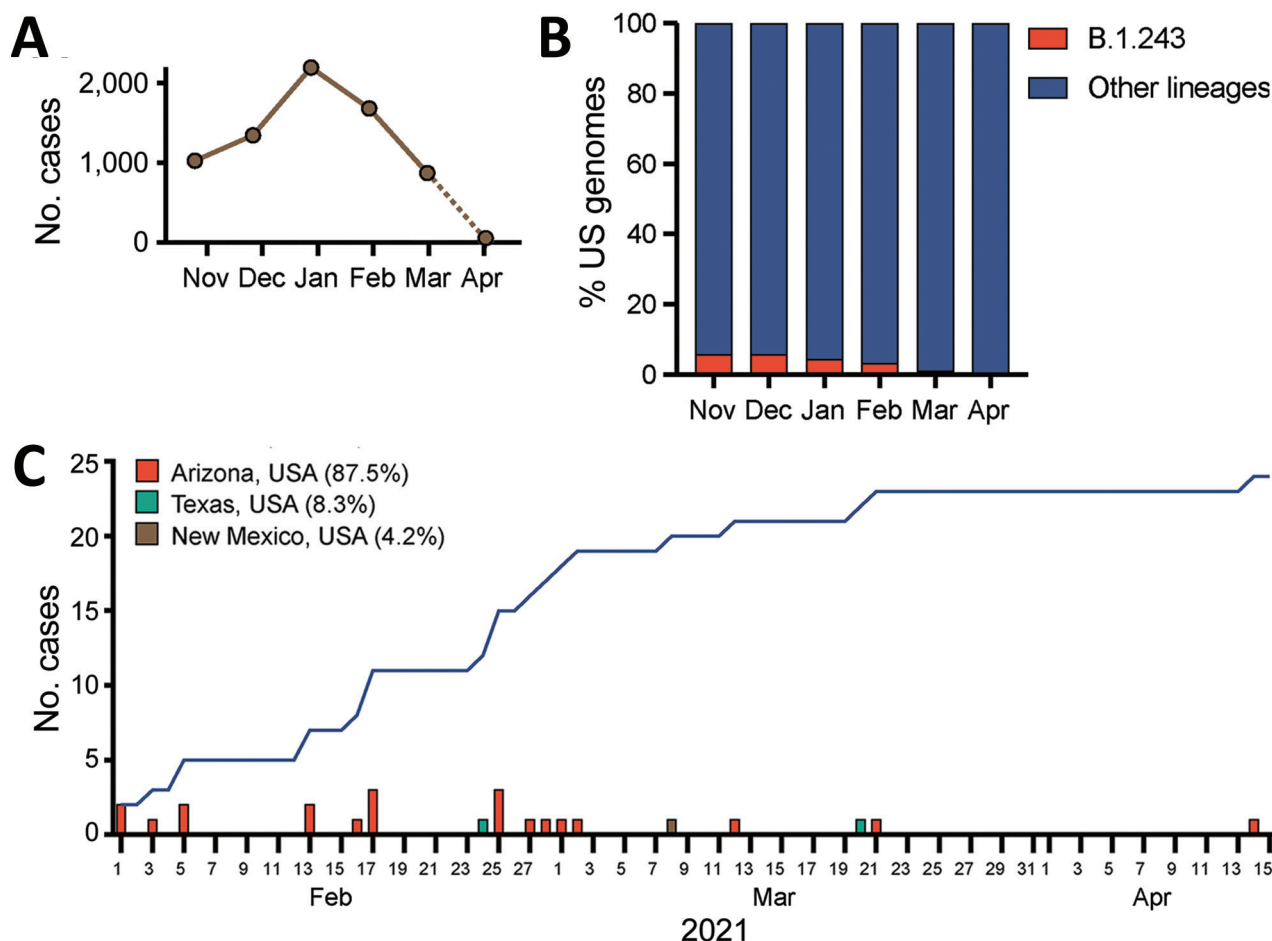 A
No. cases
2,000
1,000
0
Nov Dec Jan Feb Mar Apr
B
% US genomes
100
80
60
40
20
0
Nov Dec Jan Feb Mar Apr
B.1.243
Other lineages
C
No. cases
25
20
15
10
5
0
Arizona, USA (87.5%)
Texas, USA (8.3%)
New Mexico, USA (4.2%)
1 3 5 7 9 11 13 15 17 19 21 23 25 27 1 3 5 7 9 11 13 15 17 19 21 23 25 27 29 31 1 3 5 7 9 11 13 15
Feb Mar Apr
2021